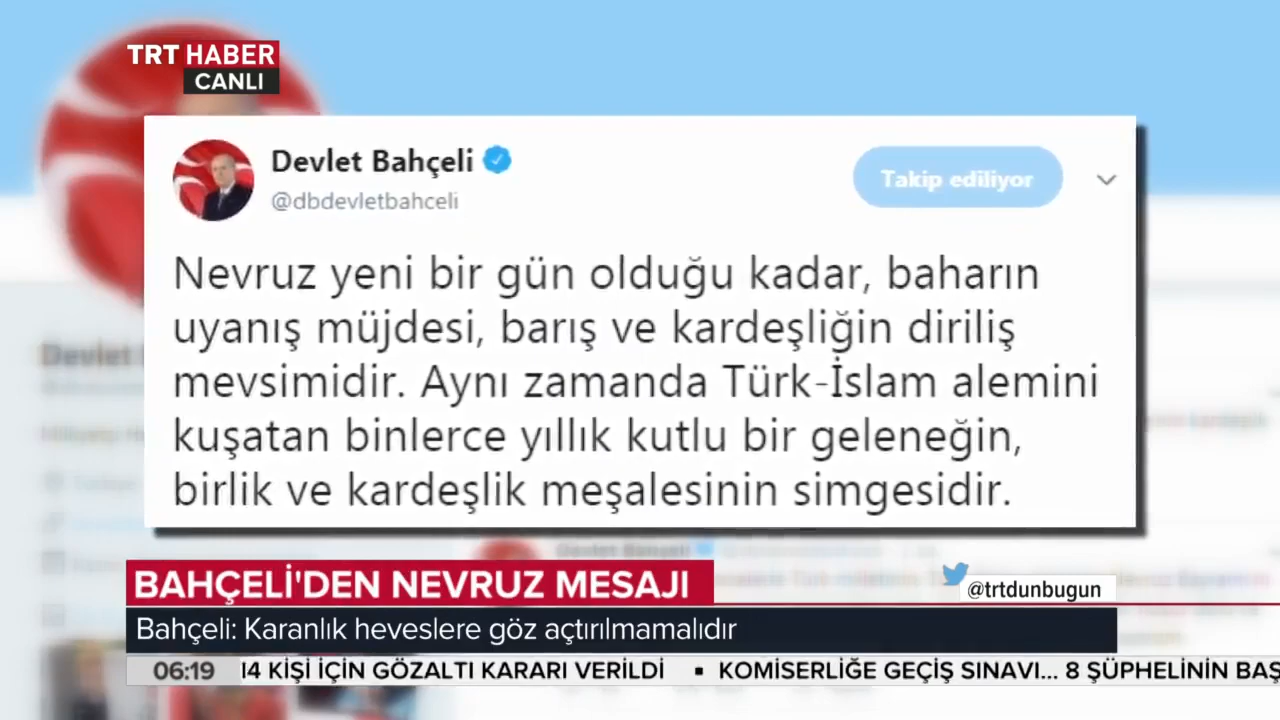 TRT HABER
CANLI
Devlet Bahçeli
@dbdevletbahceli
Takip ediliyor
Nevruz yeni bir gün olduğu kadar, baharın
uyanış müjdesi, barış ve kardeşliğin diriliş
mevsimidir. Aynı zamanda Türk-İslam alemini
kuşatan binlerce yıllık kutlu bir geleneğin,
birlik ve kardeşlik meşalesinin simgesidir.
BAHÇELİ'DEN NEVRUZ MESAJI
@trtdunbugun
Bahçeli: Karanlık heveslere göz açtırılmamalıdır
06:19 14 KİŞİ İÇİN GÖZALTI KARARI VERİLDİ ▪ KOMİSERLİĞE GEÇİŞ SINAVI... 8 ŞÜPHELİNİN BAŞ